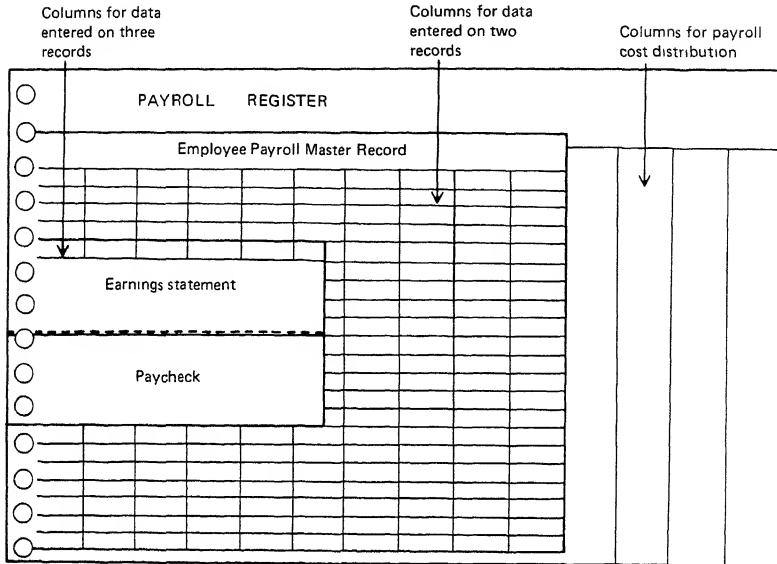 Columns for data
entered on three
records
Columns for data
entered on two
records
Columns for payroll
cost distribution
PAYROLL REGISTER
Employee Payroll Master Record
Earnings statement
Paycheck